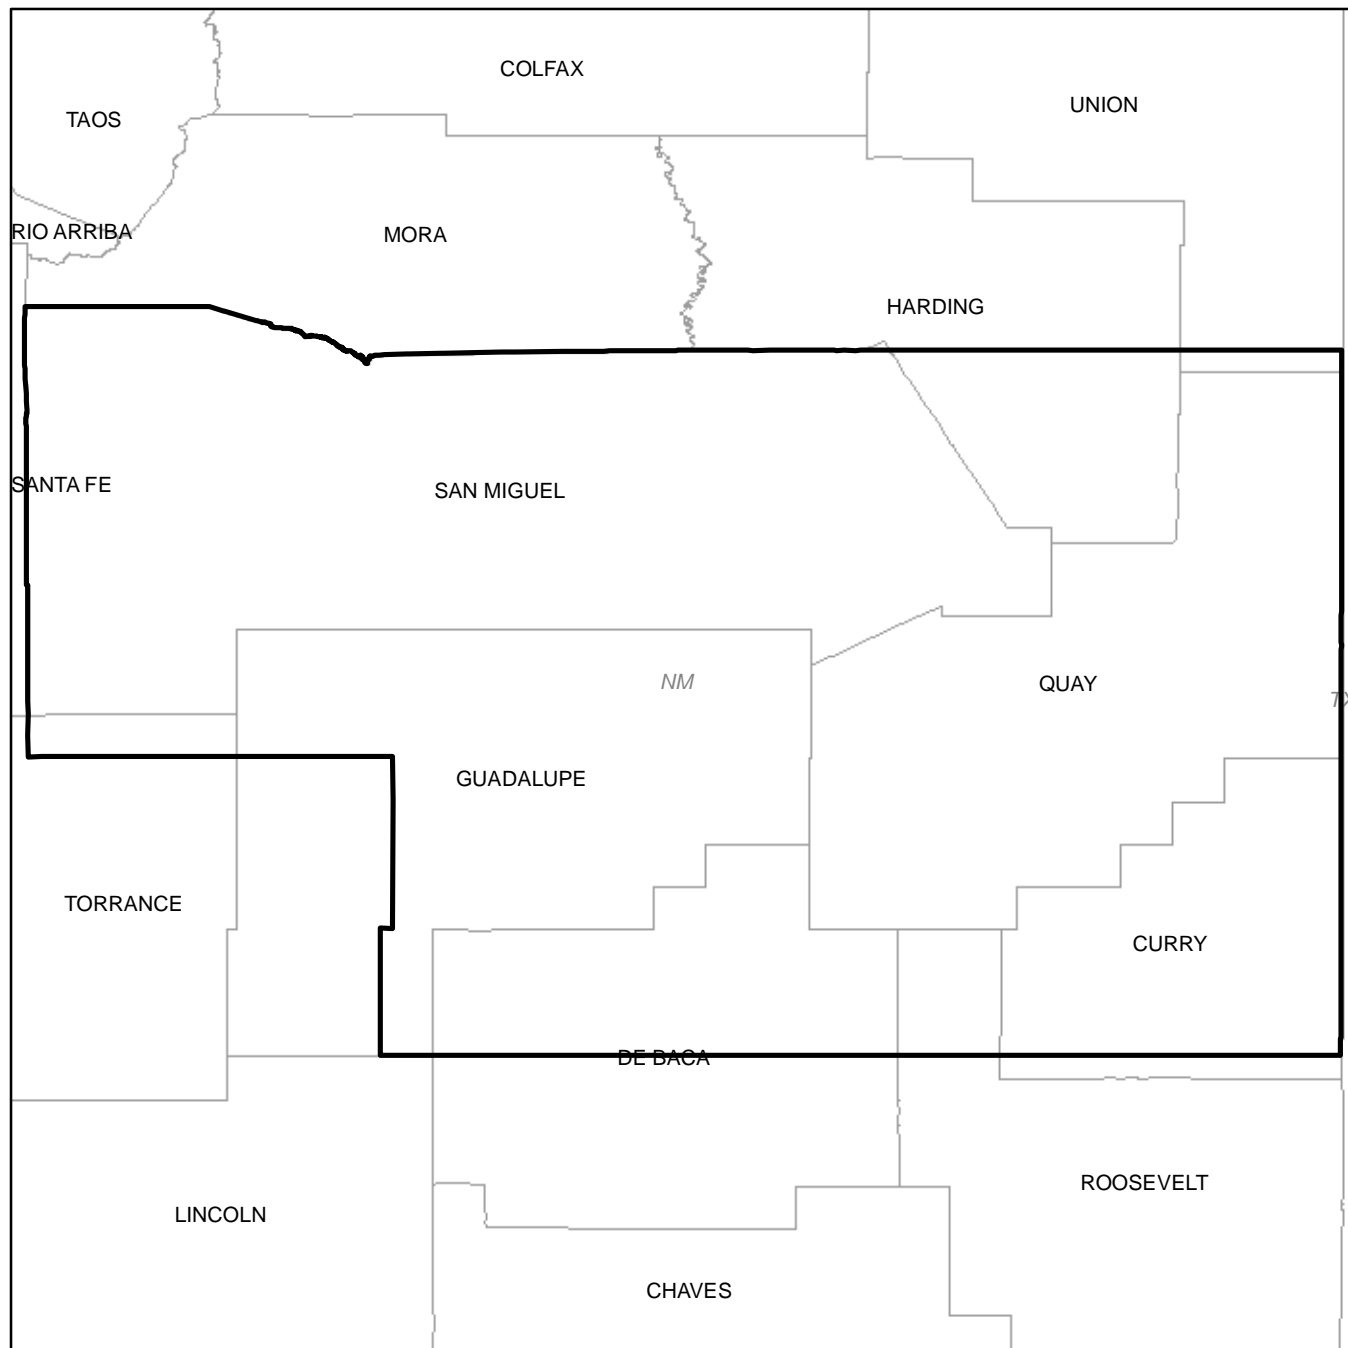 COLFAX
UNION
TAOS
RIO ARRIBA
MORA
HARDING
SANTA FE
SAN MIGUEL
NM
QUAY
TX
GUADALUPE
TORRANCE
CURRY
DE BACA
ROOSEVELT
LINCOLN
CHAVES